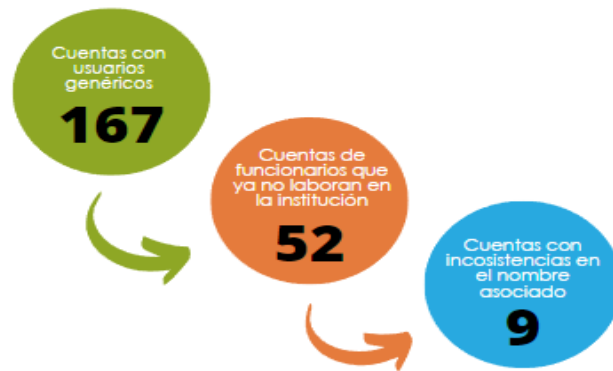 Cuentas con
usuarios
genéricos
167
Cuentas de
funcionarios que
ya no laboran en
la institución
52
Cuentas con
incosistencias en
el nombre
asociado
9